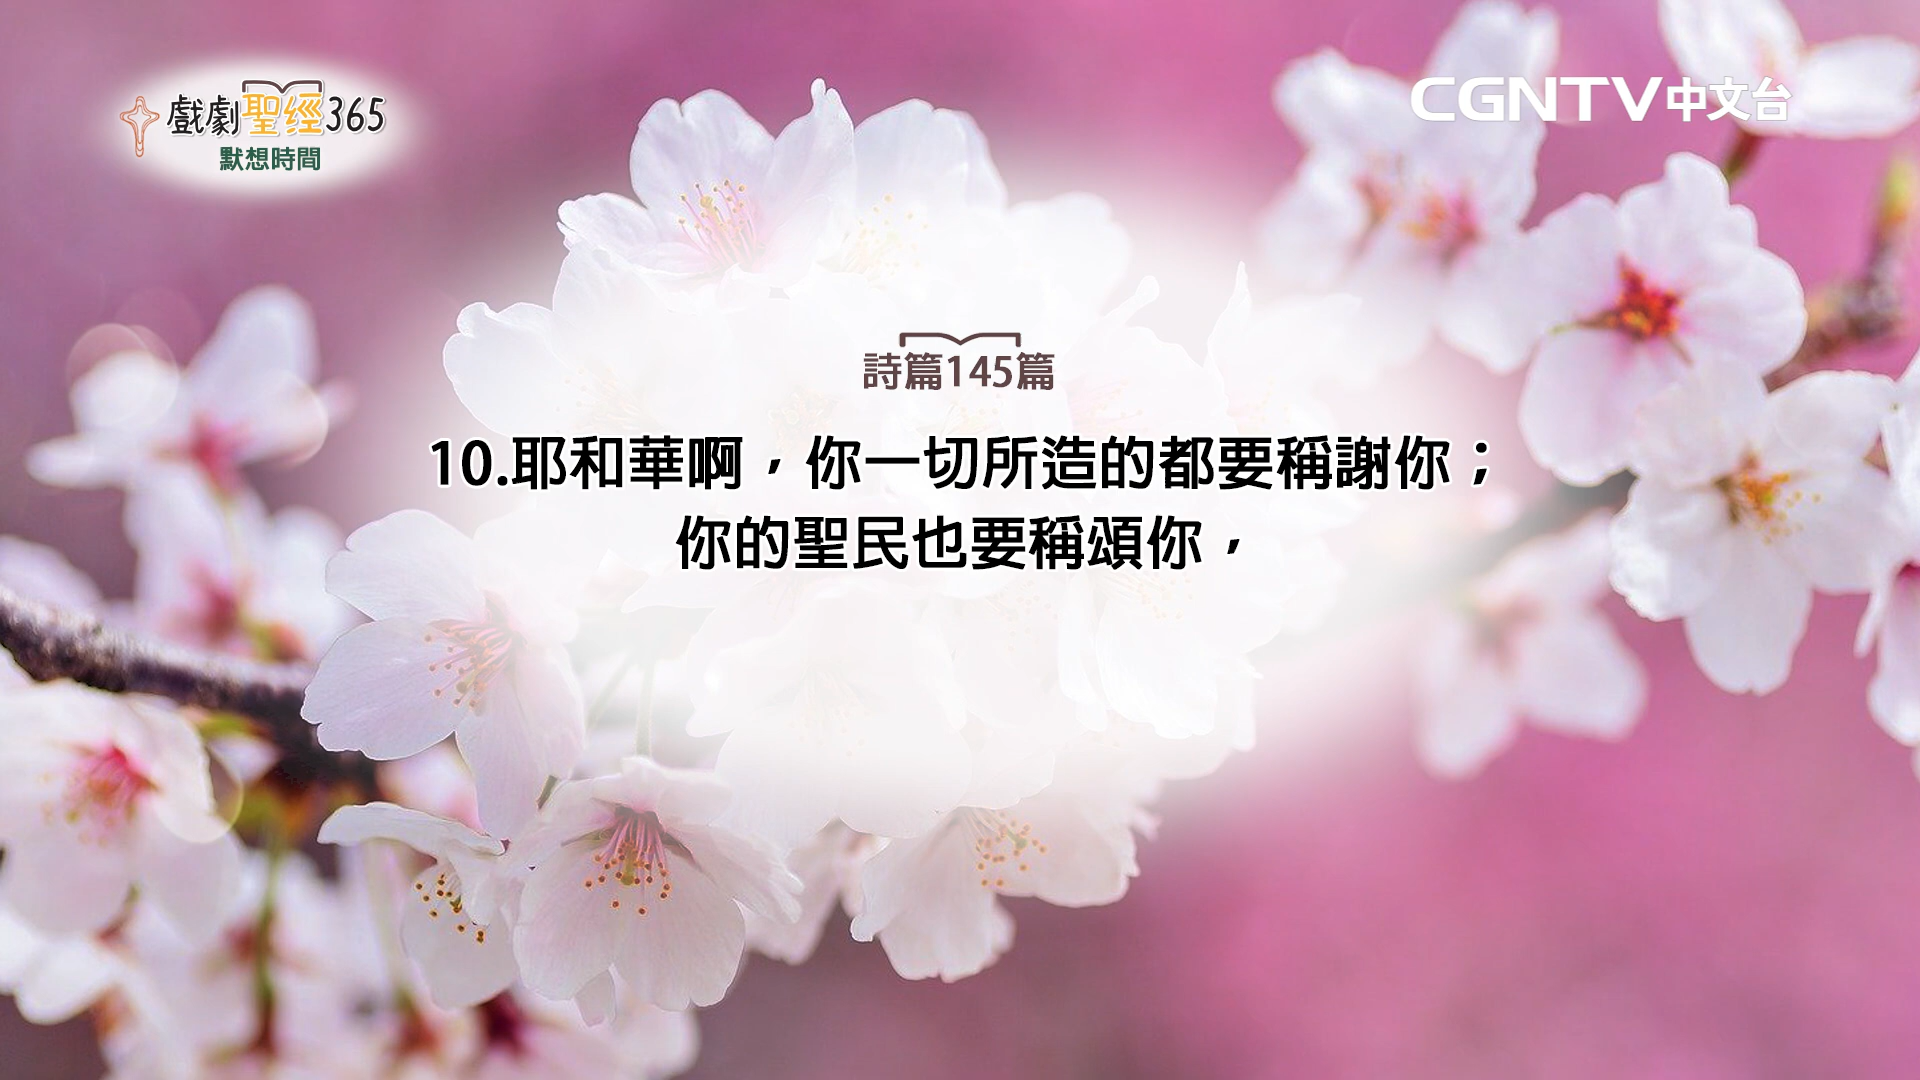 戲劇聖經365
默想時間
CGNTV中文台
詩篇145篇
10.耶和華啊，你一切所造的都要稱謝你；
你的聖民也要稱頌你，